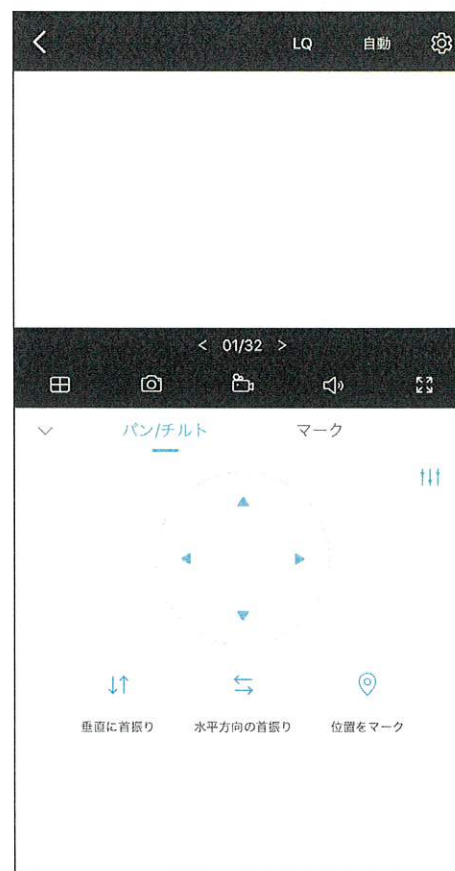 LQ 自動
< 01/32 >
パン/チルト マーク
垂直に首振り 水平方向の首振り 位置をマーク